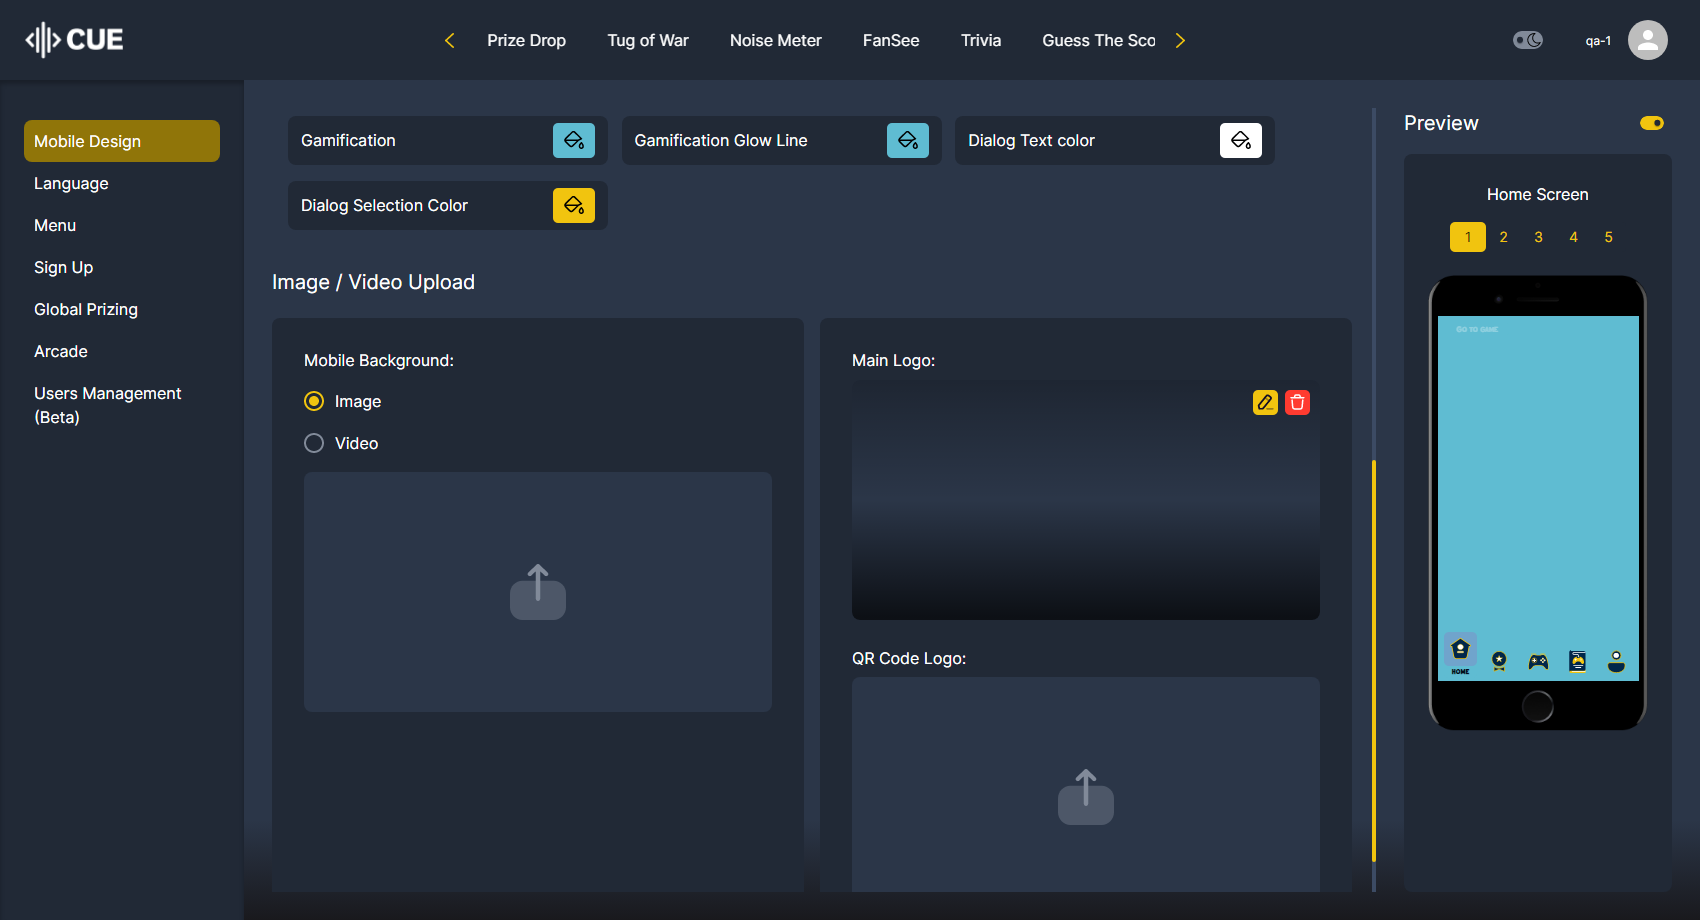 CUE
Prize Drop
Tug of War
Noise Meter
FanSee
Trivia
Guess The Sco
qa-1
Mobile Design
Language
Menu
Sign Up
Global Prizing
Arcade
Users Management
(Beta)
Gamification
Gamification Glow Line
Dialog Text color
Dialog Selection Color
Image / Video Upload
Mobile Background:
Image
Video
Main Logo:
QR Code Logo:
Preview
Home Screen
1 2 3 4 5
GO TO GAME
HOME